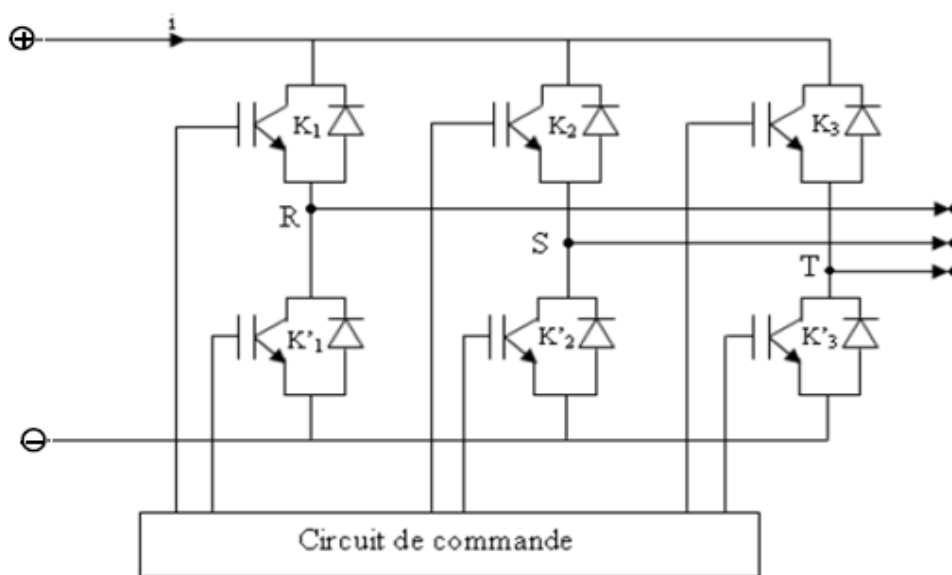 +
i
K1
K2
K3
R
S
T
K'1
K'2
K'3
-
Circuit de commande